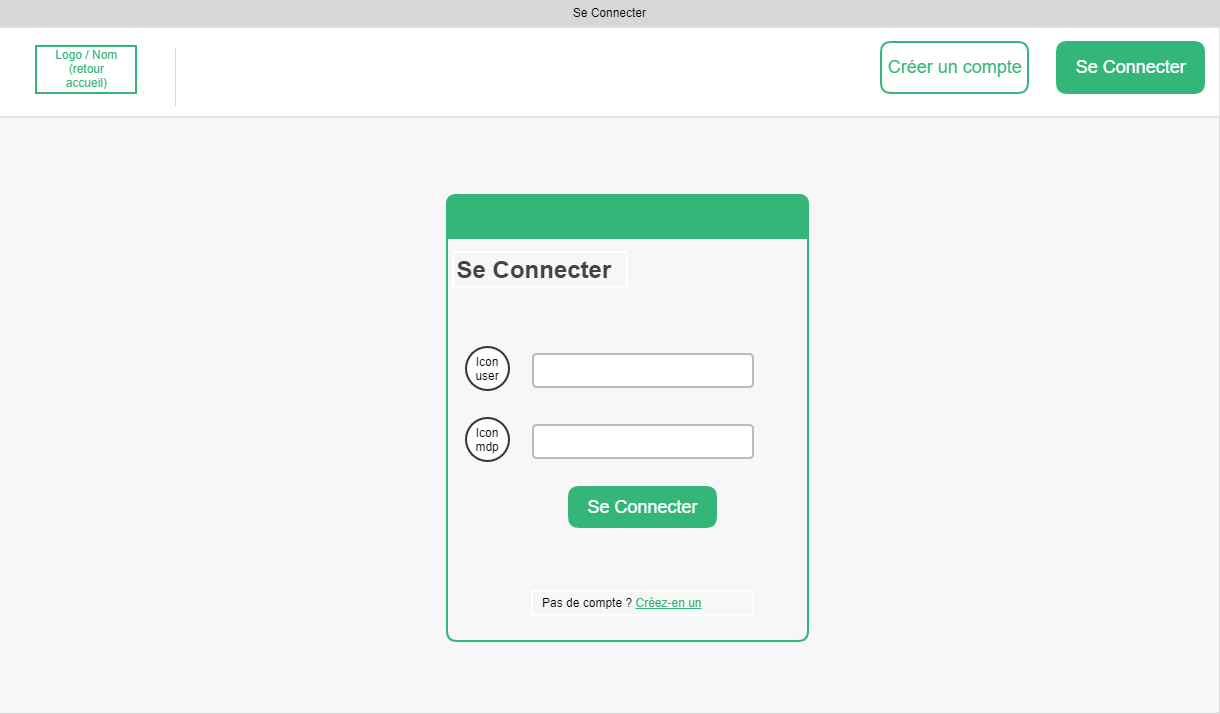 Se Connecter
Logo / Nom
(retour
accueil)
Créer un compte
Se Connecter
Se Connecter
Icon
user
Icon
mdp
Se Connecter
Pas de compte ? Créez-en un